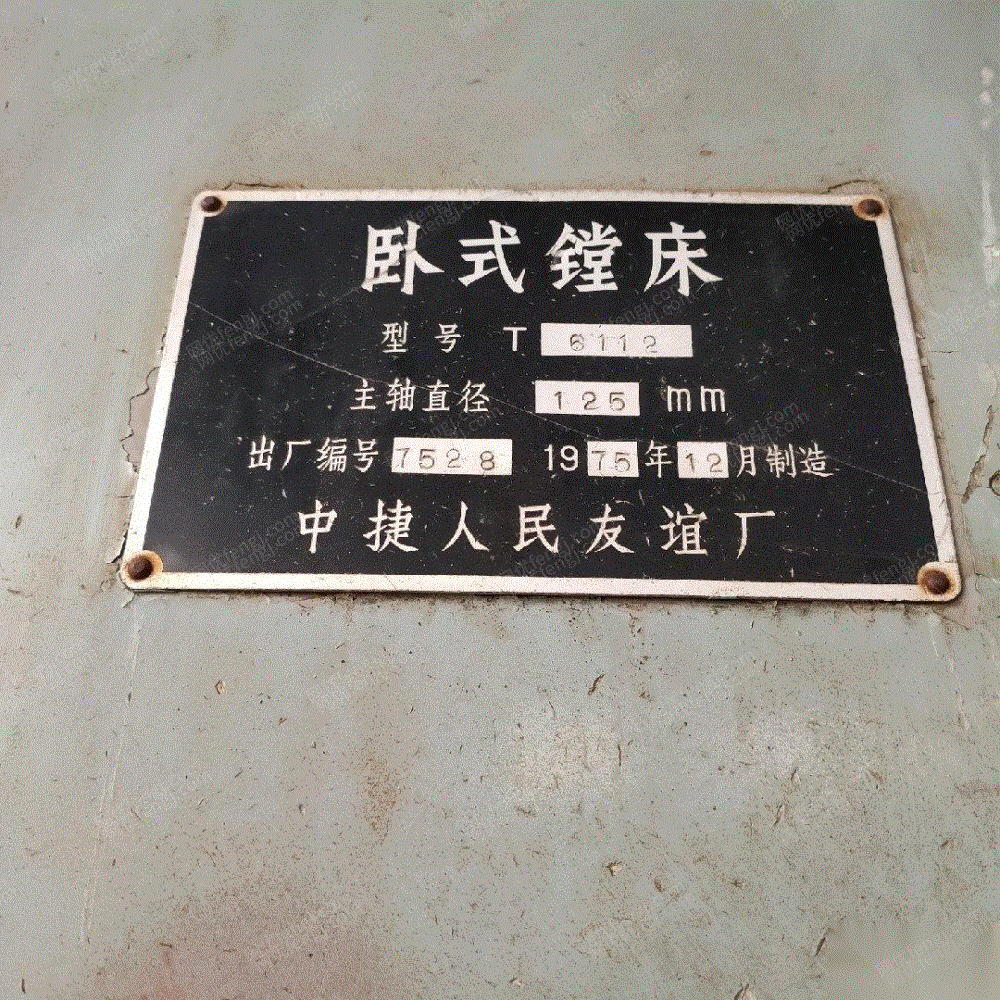 卧式镗床
型号 T 6112
主轴直径 125 mm
出厂编号 7528 1975年12月制造
中捷人民友谊厂